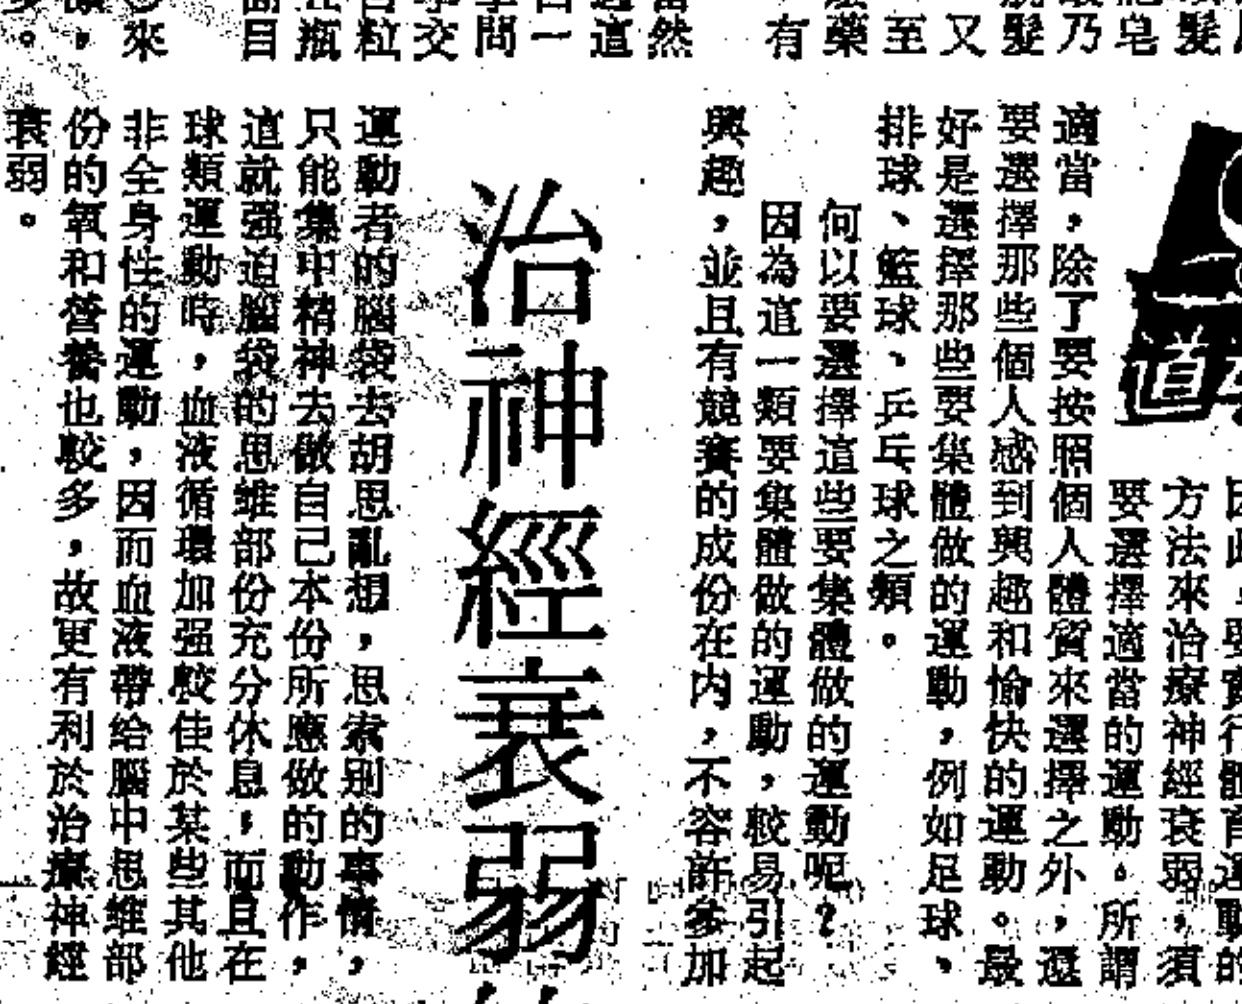 方法來治療神經衰弱，須
要選擇適當的運動。所謂
適當，除了要按照個人體質來選擇之外，還
要選擇那些個人感到興趣和愉快的運動。最
好是選擇那些要集體做的運動，例如足球、
排球、籃球、乒乓球之類。
何以要選擇這些要集體做的運動呢？
因為這一類要集體做的運動，較易引起
興趣，並且有競賽的成份在內，不容許參加
治神經衰弱
運動者的腦袋去胡思亂想，思索别的事情，
只能集中精神去做自己本份所應做的動作，
這就强迫腦袋的思維部份充分休息，而且在
球類運動時，血液循環加强較佳於某些其他
非全身性的運動，因而血液帶給腦中思維部
份的氧和營養也較多，故更有利於治療神經
衰弱。